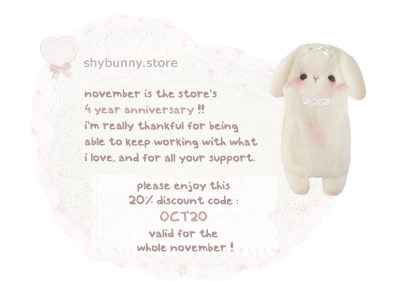 shybunny.store
november is the store's
4 year anniversary !!
i'm really thankful for being
able to keep working with what
i love, and for all your support.
please enjoy this
20% discount code :
OCT20
valid for the
whole november !